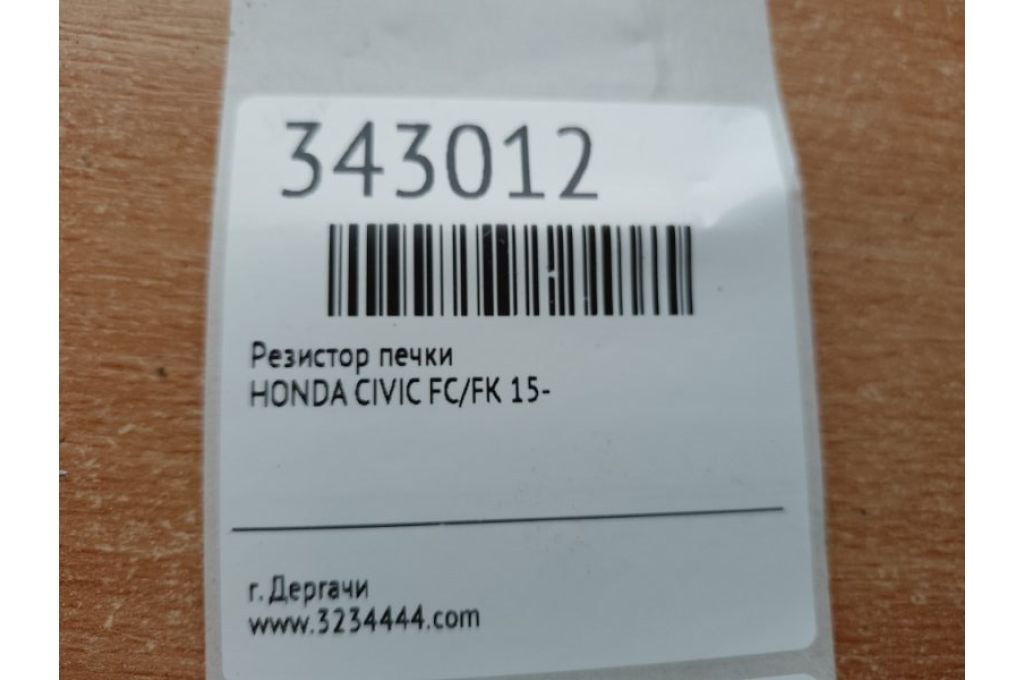 343012
Резистор печки
HONDA CIVIC FC/FK 15-
г. Дергачи
www.3234444.com